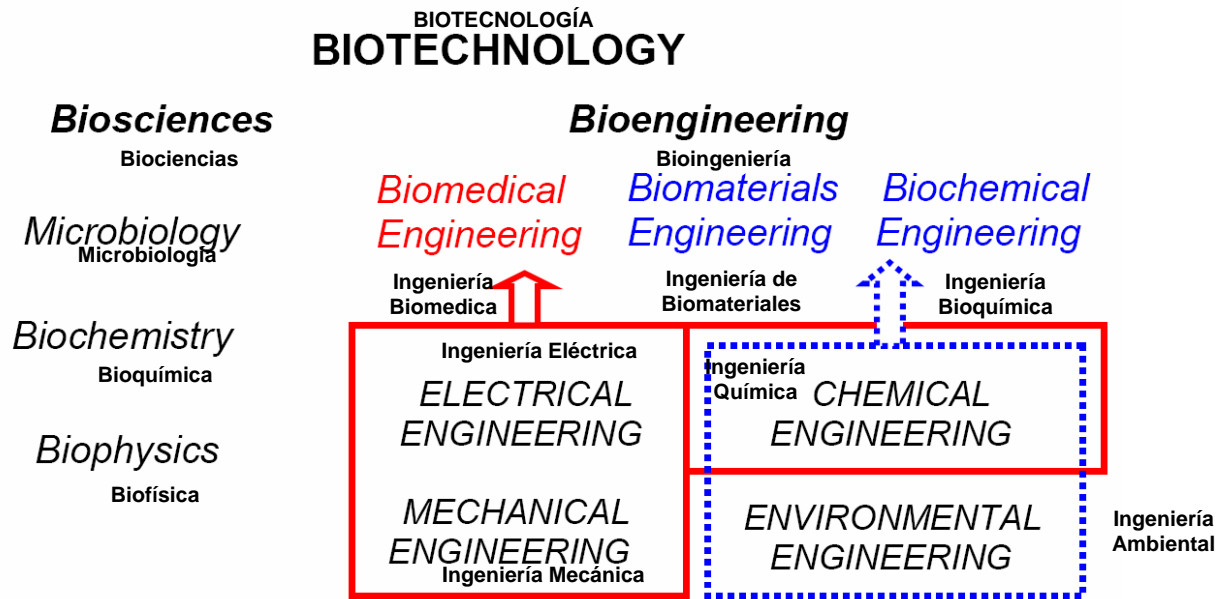 BIOTECNOLOGÍA
BIOTECHNOLOGY
Biosciences
Biociencias
Microbiology
Microbiología
Biochemistry
Bioquímica
Biophysics
Biofísica
Bioengineering
Bioingeniería
Biomedical
Engineering
Ingeniería
Biomedica
Biomaterials
Engineering
Ingeniería de
Biomateriales
Biochemical
Engineering
Ingeniería
Bioquímica
Ingeniería Eléctrica
ELECTRICAL
ENGINEERING
Ingeniería
Química
CHEMICAL
ENGINEERING
MECHANICAL
ENGINEERING
Ingeniería Mecánica
ENVIRONMENTAL
ENGINEERING
Ingeniería
Ambiental